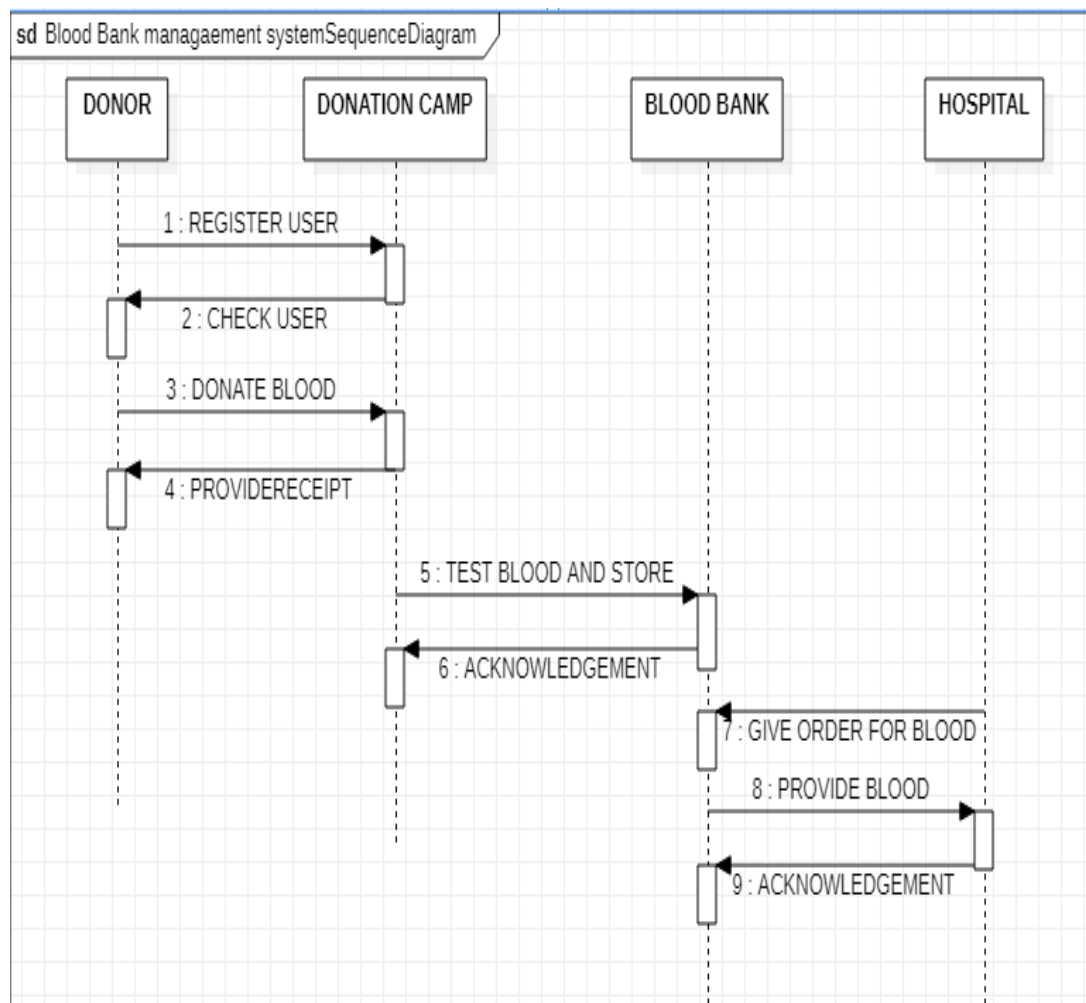 sd Blood Bank managaement systemSequenceDiagram
DONOR
DONATION CAMP
BLOOD BANK
HOSPITAL
1 : REGISTER USER
2 : CHECK USER
3 : DONATE BLOOD
4 : PROVIDERECEIPT
5 : TEST BLOOD AND STORE
6 : ACKNOWLEDGEMENT
7 : GIVE ORDER FOR BLOOD
8 : PROVIDE BLOOD
9 : ACKNOWLEDGEMENT